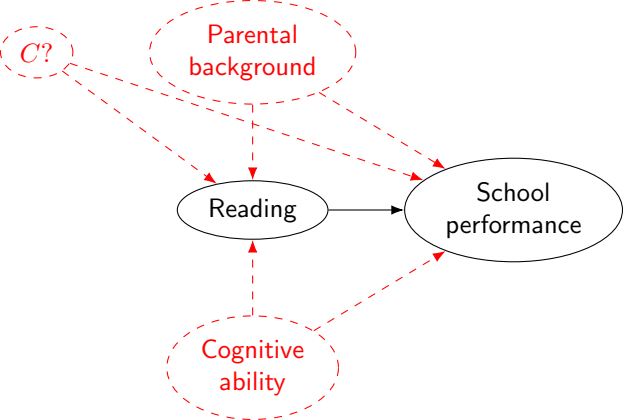 C?
Parental
background
Reading
School
performance
Cognitive
ability